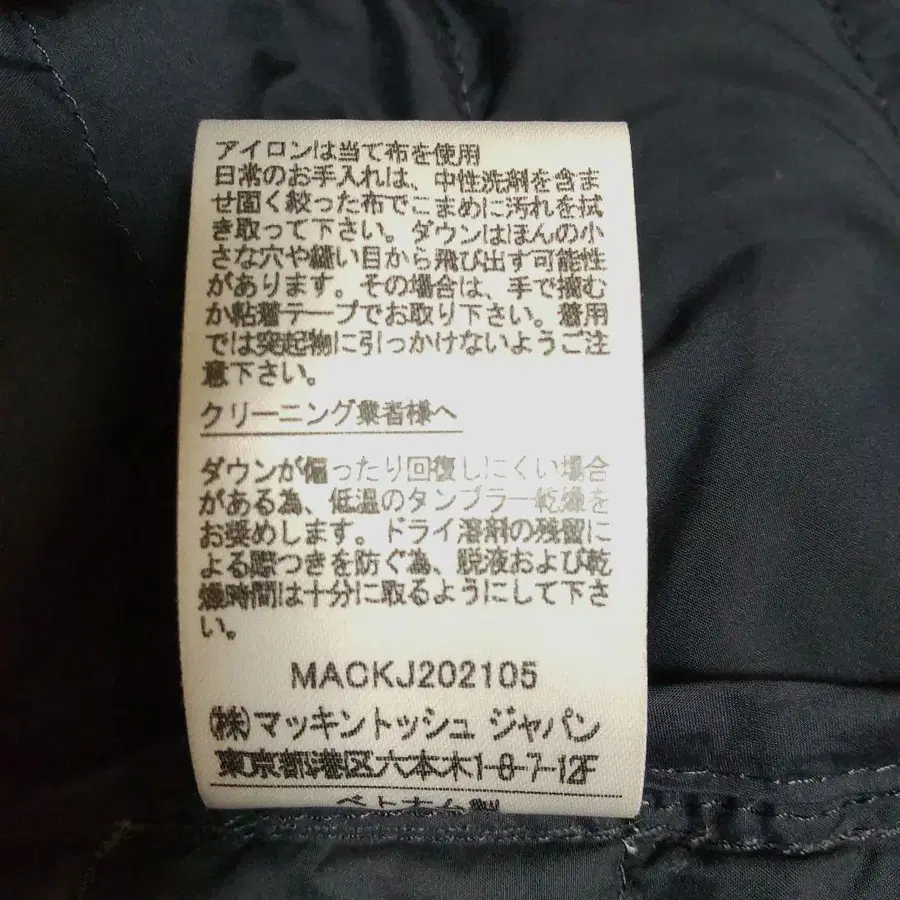 アイロンは当て布を使用
日常のお手入れは、中性洗剤を含ま
せ固く絞った布でこまめに汚れを拭
き取って下さい。ダウンはほんの小
さな穴や縫い目から飛び出す可能性
があります。その場合は、手で摘む
か粘着テープでお取り下さい。着用
では突起物に引っかけないようご注
意下さい。
クリーニング業者様へ
ダウンが偏ったり回復しにくい場合
がある為、低温のタンブラー乾燥を
お奨めします。ドライ溶剤の残留に
よる際つきを防ぐ為、脱液および乾
燥時間は十分に取るようにして下さ
い。
MACKJ202105
(株)マッキントッシュ ジャパン
東京都港区六本木1-8-7-12F
ベトナム製